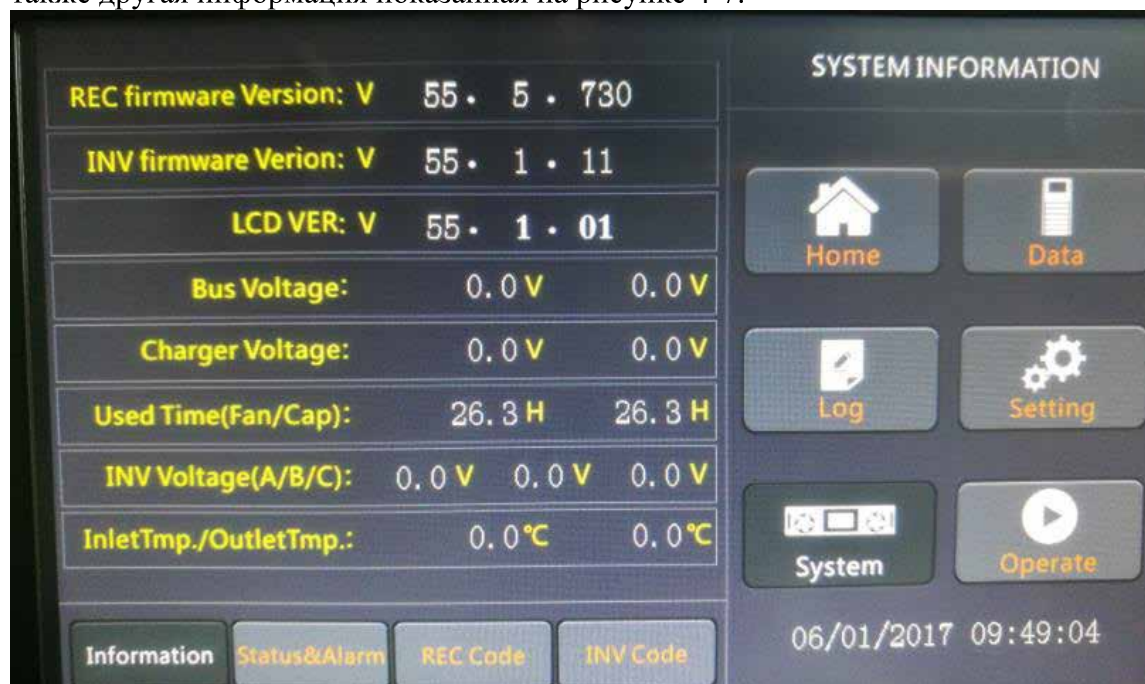 также другая информация показанная на рисунке 4-7.
SYSTEM INFORMATION
REC firmware Version: V 55. 5. 730
INV firmware Verion: V 55. 1. 11
LCD VER: V 55. 1. 01
Bus Voltage: 0.0 V 0.0 V
Charger Voltage: 0.0 V 0.0 V
Used Time(Fan/Cap): 26.3 H 26.3 H
INV Voltage(A/B/C): 0.0 V 0.0 V 0.0 V
InletTmp./OutletTmp.: 0.0℃ 0.0℃
Information Status&Alarm REC Code INV Code
Home Data
Log Setting
System Operate
06/01/2017 09:49:04